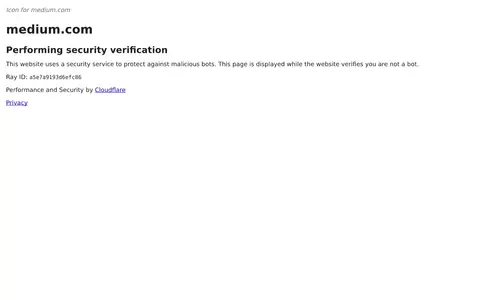 Icon for medium.com
medium.com
Performing security verification
This website uses a security service to protect against malicious bots. This page is displayed while the website verifies you are not a bot.
Ray ID: a5e7a9193d6efc86
Performance and Security by Cloudflare
Privacy